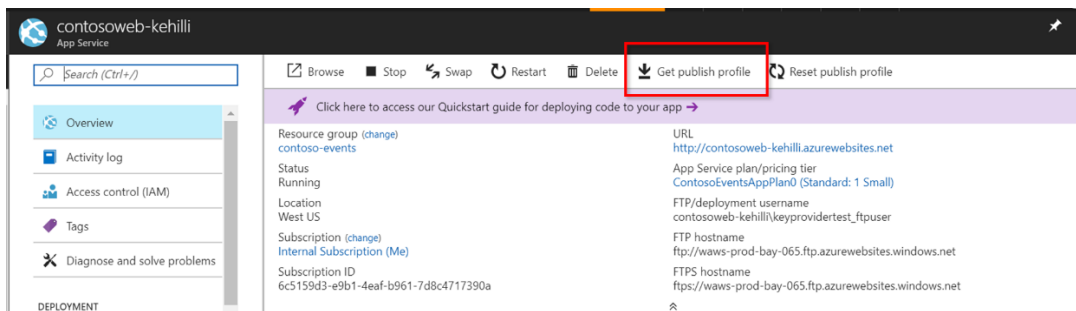 contosoweb-kehilli
App Service
Search (Ctrl+/)
Overview
Activity log
Access control (IAM)
Tags
Diagnose and solve problems
DEPLOYMENT
Browse Stop Swap Restart Delete Get publish profile Reset publish profile
Click here to access our Quickstart guide for deploying code to your app →
Resource group (change)
contoso-events
Status
Running
Location
West US
Subscription (change)
Internal Subscription (Me)
Subscription ID
6c5159d3-e9b1-4eaf-b961-7d8c4717390a
URL
http://contosoweb-kehilli.azurewebsites.net
App Service plan/pricing tier
ContosoEventsAppPlan0 (Standard: 1 Small)
FTP/deployment username
contosoweb-kehilli\keyprovidertest_ftpuser
FTP hostname
ftp://waws-prod-bay-065.ftp.azurewebsites.windows.net
FTPS hostname
ftps://waws-prod-bay-065.ftp.azurewebsites.windows.net